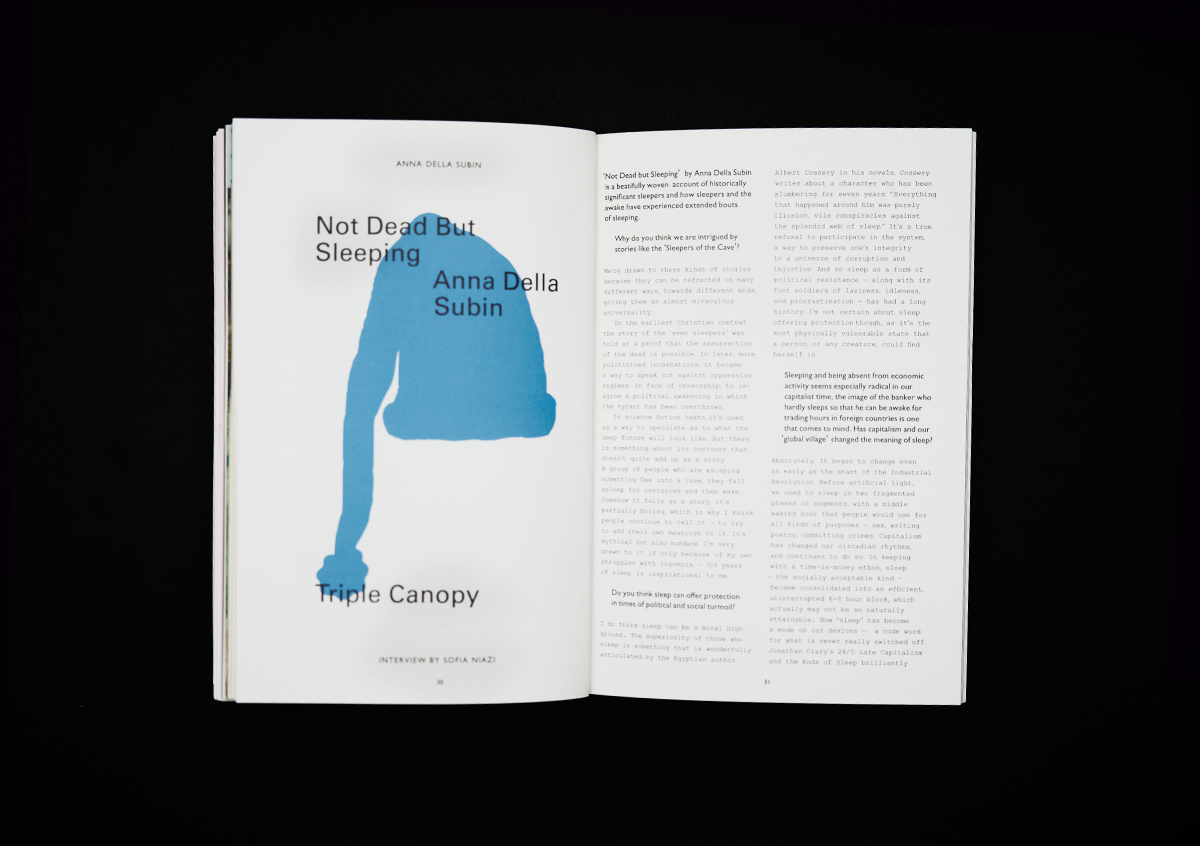 ANNA DELLA SUBIN
Not Dead But
Sleeping
Anna Della
Subin
Triple Canopy
INTERVIEW BY SOFIA NIAZI
30
'Not Dead but Sleeping' by Anna Della Subin
is a beatifully woven account of historically
significant sleepers and how sleepers and the
awake have experienced extended bouts
of sleeping.
Why do you think we are intrigued by
stories like the 'Sleepers of the Cave'?
We're drawn to these kinds of stories
because they can be refracted in many
different ways, towards different ends,
giving them an almost miraculous
universality.
In the earliest Christian context
the story of the 'even sleepers' was
told as a proof that the resurrection
of the dead is possible. In later, more
politicized incarnations, it became
a way to speak out against oppressive
regimes, in face of censorship; to im-
agine a political awakening in which
the tyrant has been overthrown.
In science fiction texts, it's used
as a way to speculate as to what the
deep future will look like. But there
is something about its contours that
doesn't quite add up as a story.
A group of people who are escaping
something flee into a cave, they fall
asleep for centuries and then wake.
Somehow it fails as a story, it's
partially boring, which is why I think
people continue to tell it — to try
to add their own meanings to it. It's
mythical but also mundane. I'm very
drawn to it if only because of my own
struggles with insomnia — 304 years
of sleep is inspirational to me.
Do you think sleep can offer protection
in times of political and social turmoil?
I do think sleep can be a moral high
ground. The superiority of those who
sleep is something that is wonderfully
articulated by the Egyptian author
Albert Cossery in his novels. Cossery
writes about a character who has been
slumbering for seven years: "Everything
that happened around him was purely
illusion, vile conspiracies against
the splendid web of sleep." It's a true
refusal to participate in the system,
a way to preserve one's integrity
in a universe of corruption and
injustice. And so sleep as a form of
political resistance — along with its
foot soldiers of laziness, idleness,
and procrastination — has had a long
history. I'm not certain about sleep
offering protection though, as it's the
most physically vulnerable state that
a person, or any creature, could find
herself in.
Sleeping and being absent from economic
activity seems especially radical in our
capitalist time, the image of the banker who
hardly sleeps so that he can be awake for
trading hours in foreign countries is one
that comes to mind. Has capitalism and our
'global village' changed the meaning of sleep?
Absolutely. It began to change even
as early as the start of the Industrial
Revolution. Before artificial light,
we used to sleep in two fragmented
phases or segments, with a middle
waking hour that people would use for
all kinds of purposes — sex, writing
poetry, committing crimes. Capitalism
has changed our circadian rhythms,
and continues to do so. In keeping
with a time-is-money ethos, sleep
— the socially acceptable kind —
became consolidated into an efficient,
uninterrupted 6-8 hour block, which
actually may not be so naturally
attainable. Now "sleep" has become
a mode on our devices — a code word
for what is never really switched off.
Jonathan Crary's 24/7: Late Capitalism
and the Ends of Sleep brilliantly
31